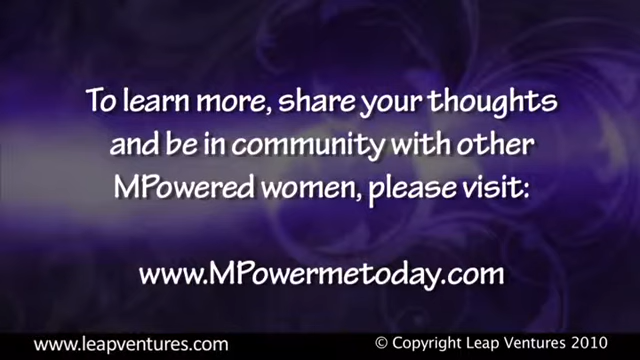 To learn more, share your thoughts
and be in community with other
MPowered women, please visit:
www.MPowermetoday.com
www.leapventures.com
© Copyright Leap Ventures 2010